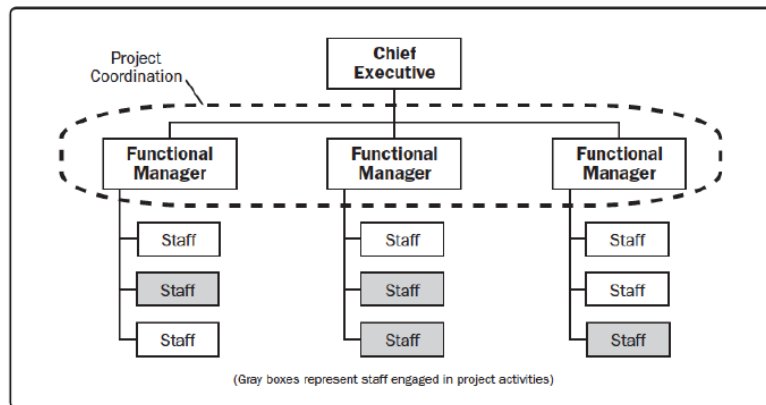 Project
Coordination
Chief
Executive
Functional
Manager
Functional
Manager
Functional
Manager
Staff
Staff
Staff
Staff
Staff
Staff
Staff
Staff
Staff
(Gray boxes represent staff engaged in project activities)